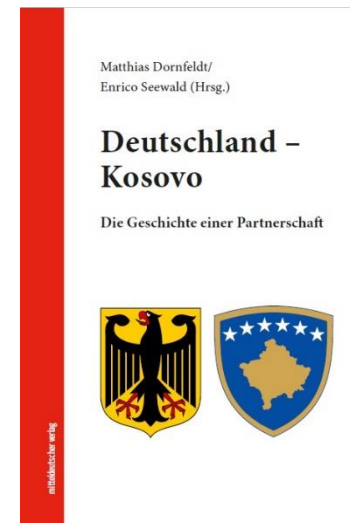 Matthias Dornfeldt/
Enrico Seewald (Hrsg.)
Deutschland –
Kosovo
Die Geschichte einer Partnerschaft
mitteldeutscher verlag